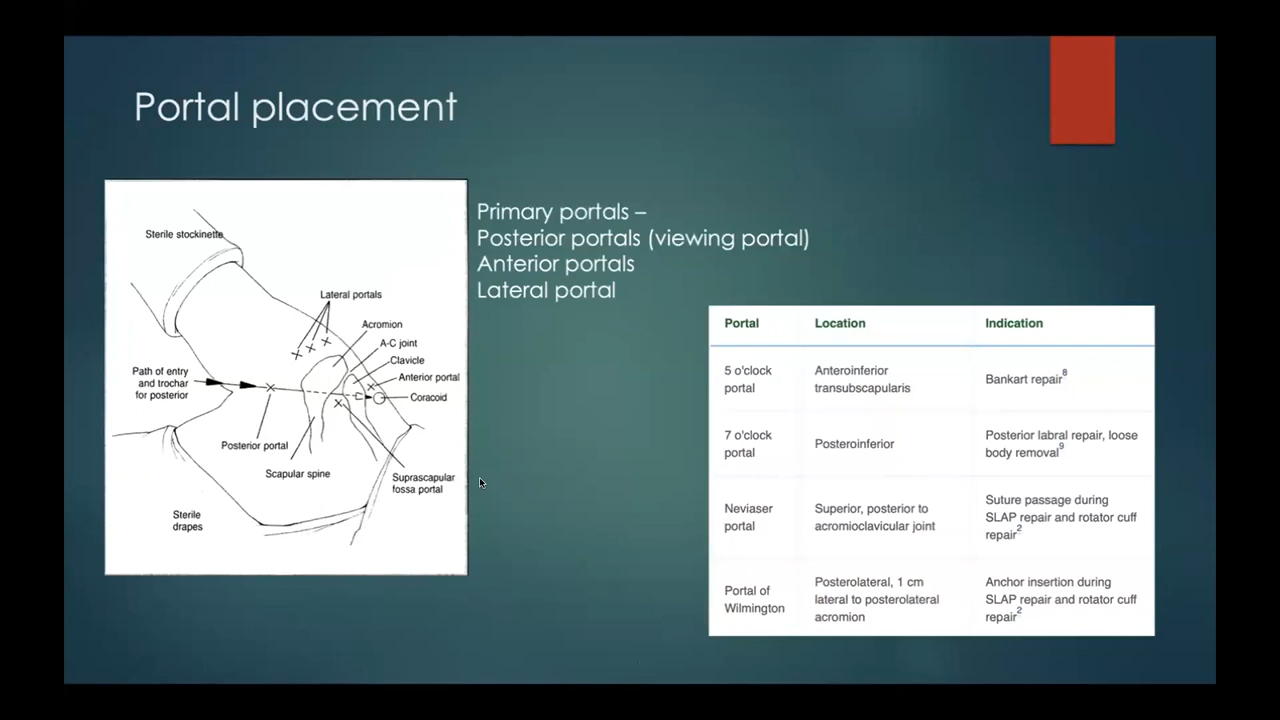 Portal placement
Sterile stockinette
Lateral portals
Acromion
A-C joint
Clavicle
Anterior portal
Coracoid
Path of entry
and trochar
for posterior
Posterior portal
Scapular spine
Suprascapular
fossa portal
Sterile
drapes
Primary portals –
Posterior portals (viewing portal)
Anterior portals
Lateral portal
Portal Location Indication
5 o'clock
portal
Anteroinferior
transubscapularis
Bankart repair8
7 o'clock
portal
Posteroinferior
Posterior labral repair, loose
body removal9
Neviaser
portal
Superior, posterior to
acromioclavicular joint
Suture passage during
SLAP repair and rotator cuff
repair2
Portal of
Wilmington
Posterolateral, 1 cm
lateral to posterolateral
acromion
Anchor insertion during
SLAP repair and rotator cuff
repair2